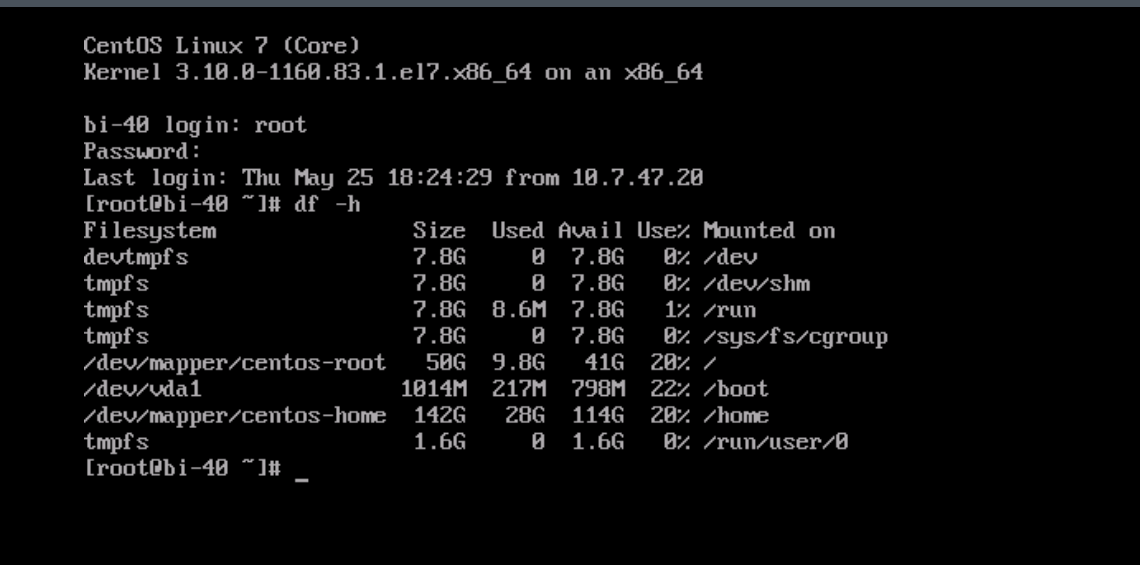 CentOS Linux 7 (Core)
Kernel 3.10.0-1160.83.1.el7.x86_64 on an x86_64
bi-40 login: root
Password:
Last login: Thu May 25 18:24:29 from 10.7.47.20
[root@bi-40 ~]# df -h
Filesystem Size Used Avail Use% Mounted on
devtmpfs 7.8G 0 7.8G 0% /dev
tmpfs 7.8G 0 7.8G 0% /dev/shm
tmpfs 7.8G 8.6M 7.8G 1% /run
tmpfs 7.8G 0 7.8G 0% /sys/fs/cgroup
/dev/mapper/centos-root 50G 9.8G 41G 20% /
/dev/vda1 1014M 217M 798M 22% /boot
/dev/mapper/centos-home 142G 28G 114G 20% /home
tmpfs 1.6G 0 1.6G 0% /run/user/0
[root@bi-40 ~]# _